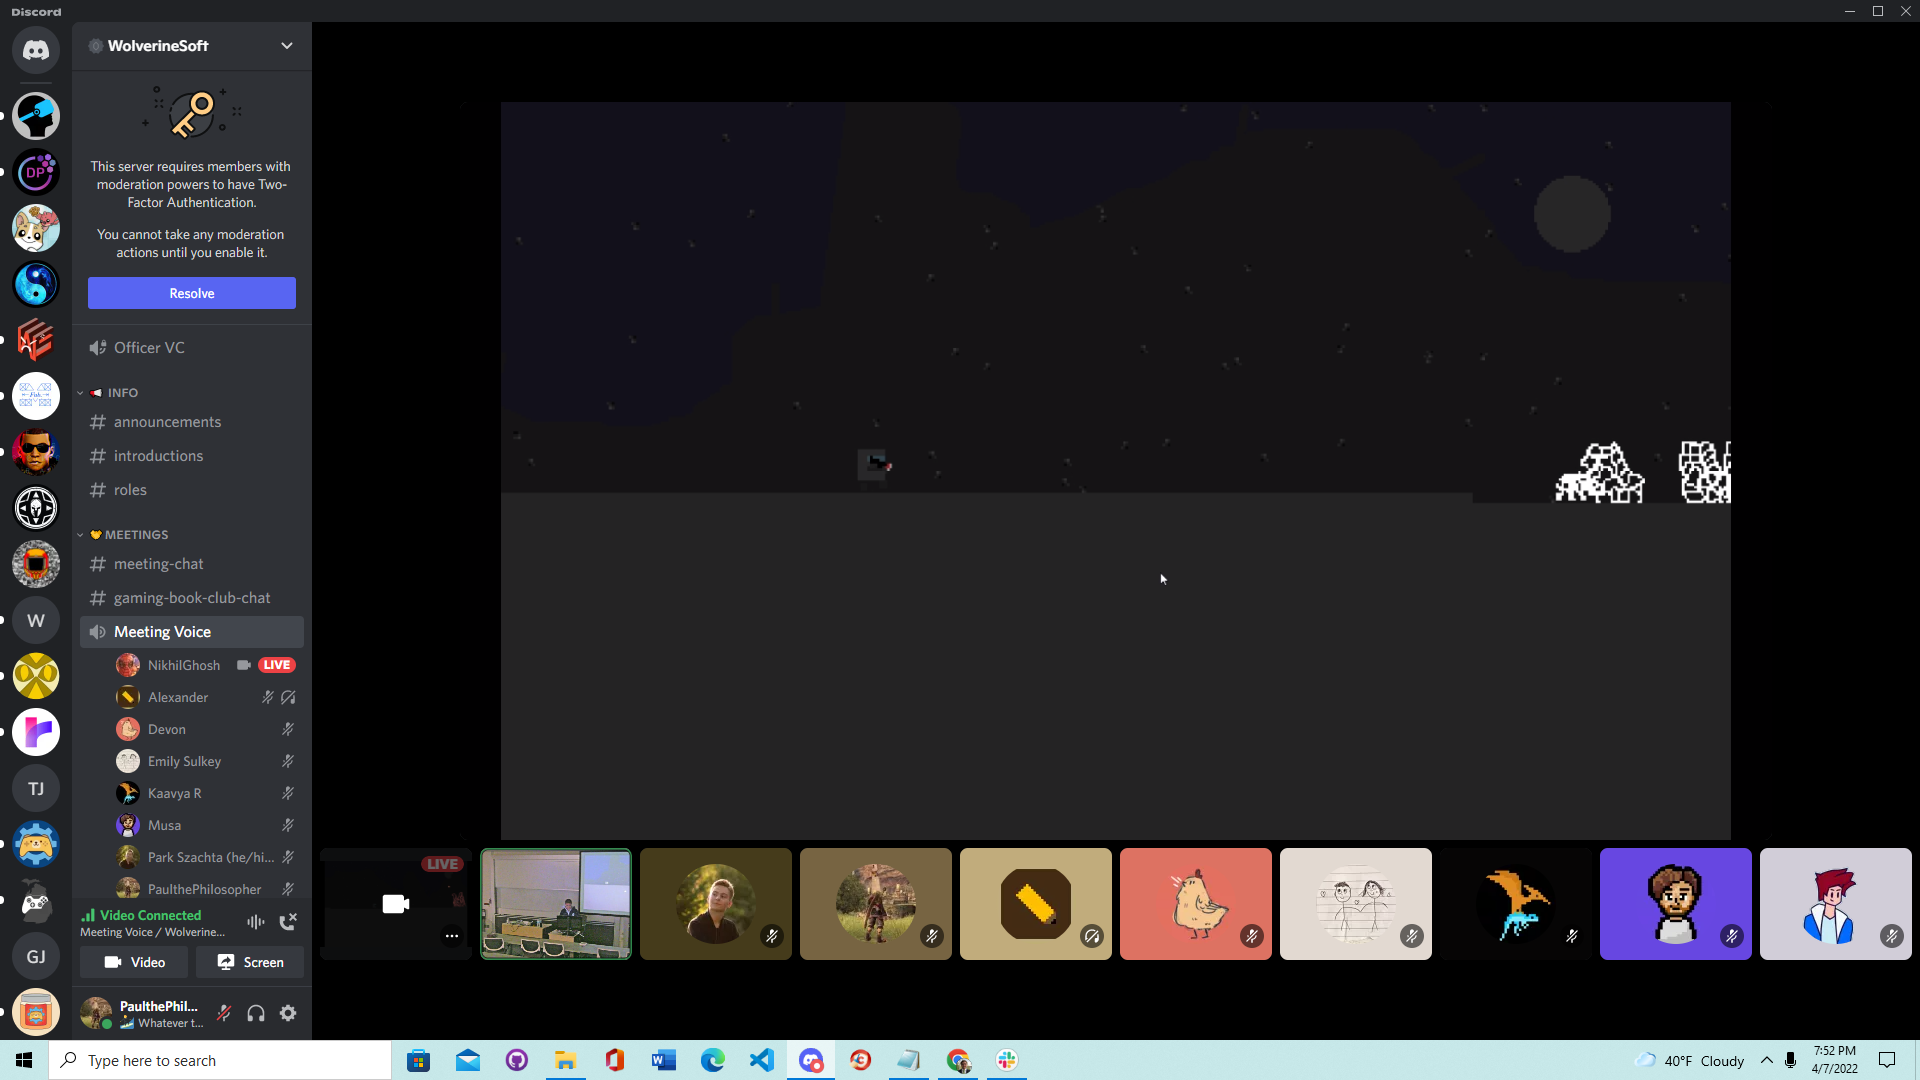 Discord
WolverineSoft
This server requires members with
moderation powers to have Two-
Factor Authentication.
You cannot take any moderation
actions until you enable it.
Resolve
Officer VC
INFO
announcements
introductions
roles
MEETINGS
meeting-chat
gaming-book-club-chat
Meeting Voice
NikhilGhosh LIVE
Alexander
Devon
Emily Sulkey
Kaavya R
Musa
Park Szachta (he/hi...
PaulthePhilosopher
Video Connected
Meeting Voice / Wolverine...
Video Screen
PaulthePhil...
Whatever t...
DP
W
TJ
GJ
LIVE
Type here to search
40°F Cloudy
7:52 PM
4/7/2022